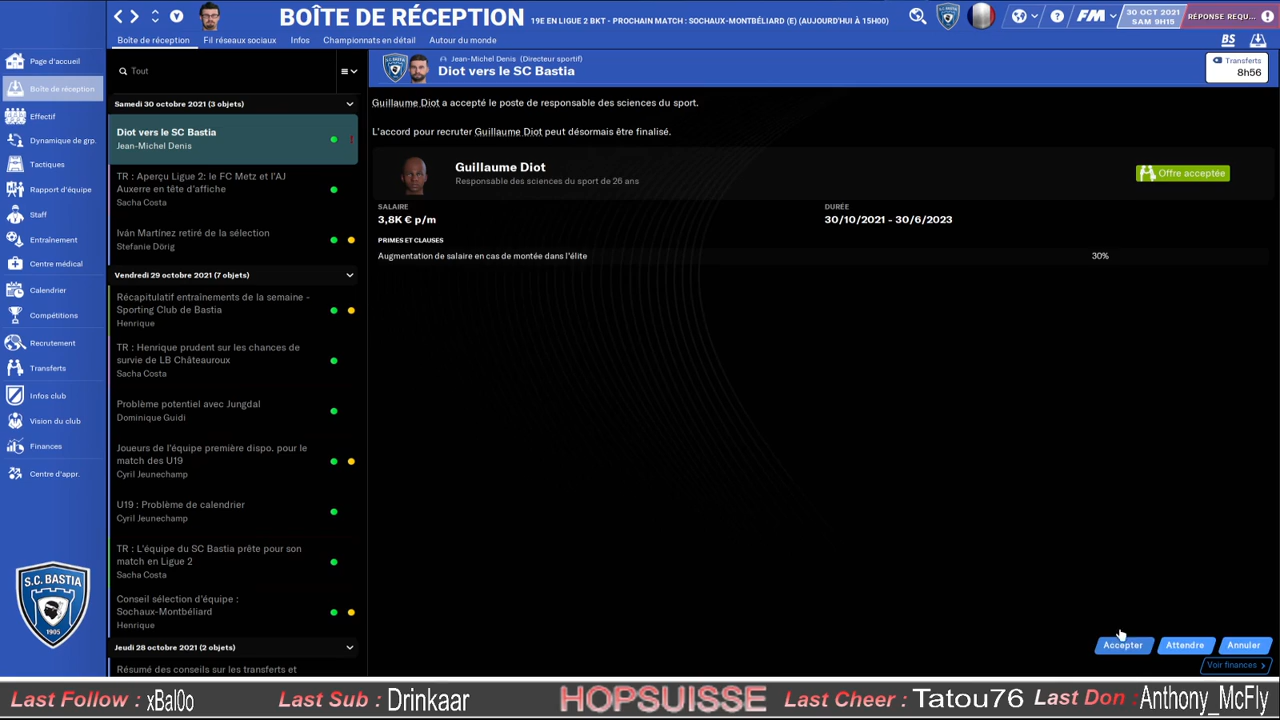 BOÎTE DE RÉCEPTION
19E EN LIGUE 2 BKT - PROCHAIN MATCH : SOCHAUX-MONTBÉLIARD (E) (AUJOURD'HUI À 15H00)
FM
30 OCT 2021
SAM 9H15
RÉPONSE REQU...
Boîte de réception
Fil réseaux sociaux
Infos
Championnats en détail
Autour du monde
BS
Page d'accueil
Boîte de réception
Effectif
Dynamique de grp.
Tactiques
Rapport d'équipe
Staff
Entraînement
Centre médical
Calendrier
Compétitions
Recrutement
Transferts
Infos club
Vision du club
Finances
Centre d'appr.
S.C. BASTIA
1905
Tout
Samedi 30 octobre 2021 (3 objets)
Diot vers le SC Bastia
Jean-Michel Denis
TR : Aperçu Ligue 2: le FC Metz et l'AJ
Auxerre en tête d'affiche
Sacha Costa
Iván Martínez retiré de la sélection
Stefanie Dörig
Vendredi 29 octobre 2021 (7 objets)
Récapitulatif entraînements de la semaine -
Sporting Club de Bastia
Henrique
TR : Henrique prudent sur les chances de
survie de LB Châteauroux
Sacha Costa
Problème potentiel avec Jungdal
Dominique Guidi
Joueurs de l'équipe première dispo. pour le
match des U19
Cyril Jeunechamp
U19 : Problème de calendrier
Cyril Jeunechamp
TR : L'équipe du SC Bastia prête pour son
match en Ligue 2
Sacha Costa
Conseil sélection d'équipe :
Sochaux-Montbéliard
Henrique
Jeudi 28 octobre 2021 (2 objets)
Résumé des conseils sur les transferts et
Jean-Michel Denis (Directeur sportif)
Diot vers le SC Bastia
Transferts
8h56
Guillaume Diot a accepté le poste de responsable des sciences du sport.
L'accord pour recruter Guillaume Diot peut désormais être finalisé.
Guillaume Diot
Responsable des sciences du sport de 26 ans
Offre acceptée
SALAIRE
3,8K € p/m
DURÉE
30/10/2021 - 30/6/2023
PRIMES ET CLAUSES
Augmentation de salaire en cas de montée dans l'élite
30%
Accepter
Attendre
Annuler
Voir finances
Last Follow : xBal0o
Last Sub : Drinkaar
HOPSUISSE
Last Cheer : Tatou76
Last Don : Anthony_McFly